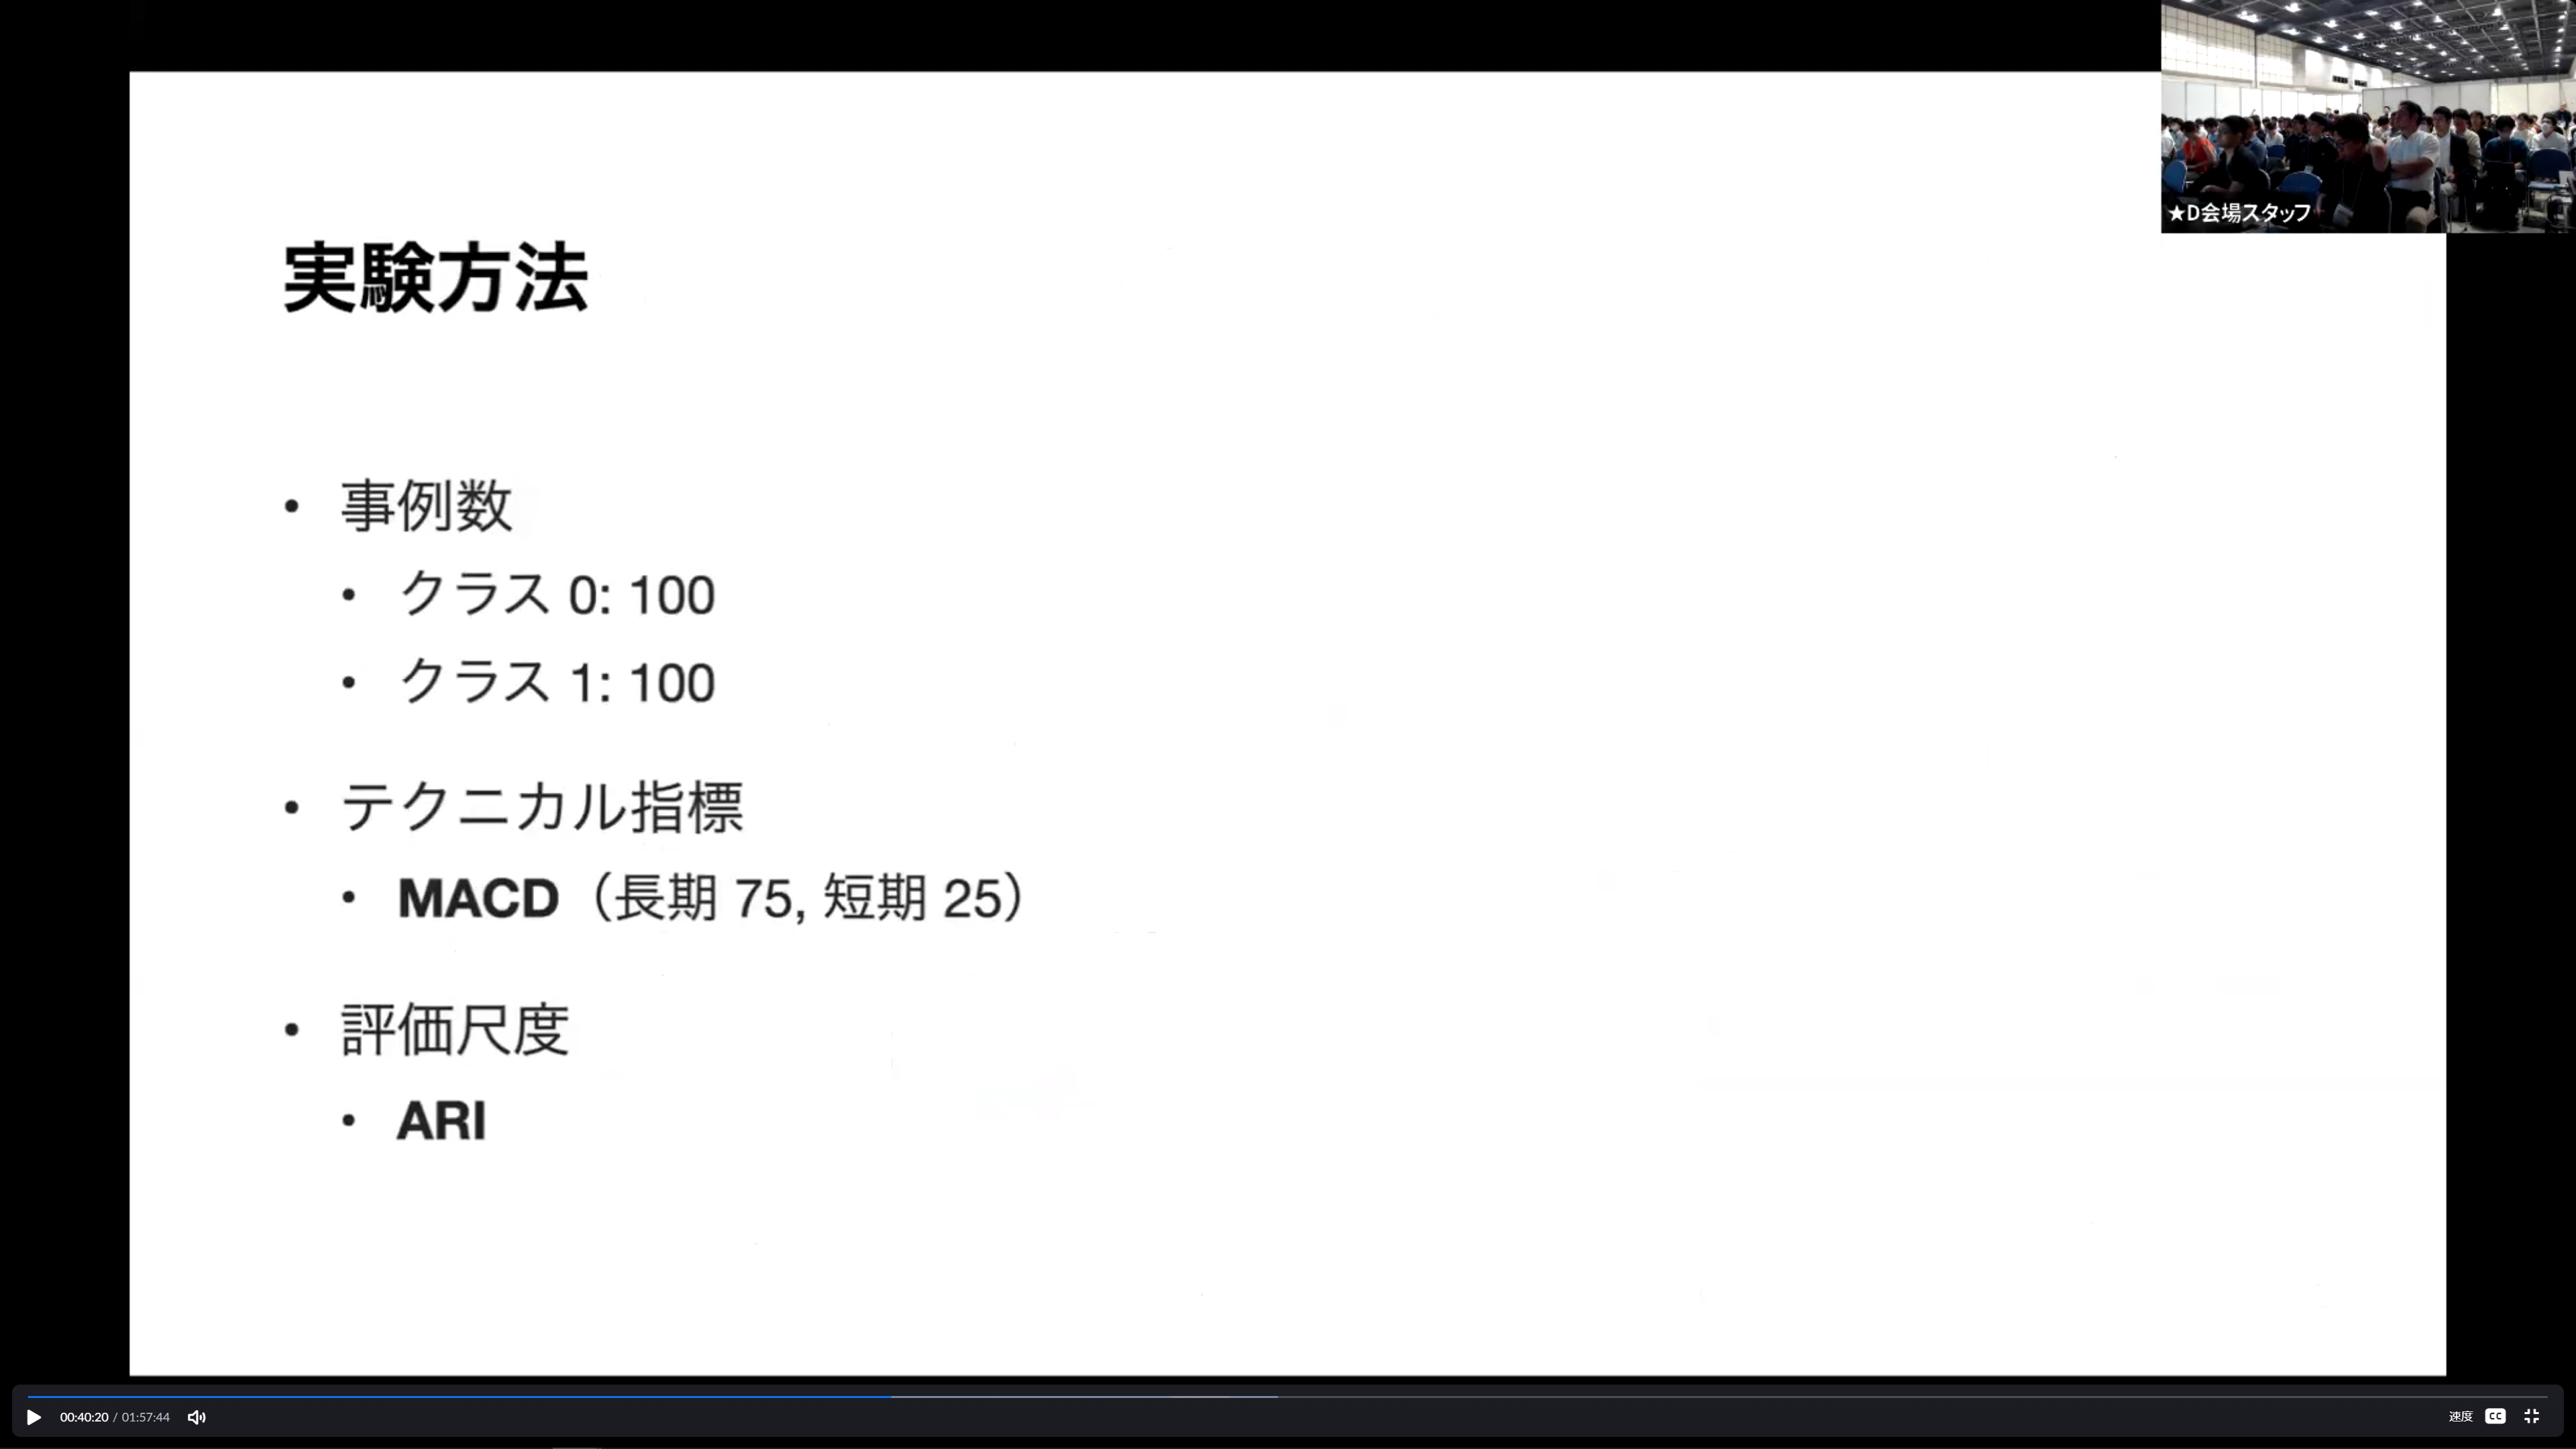 ★D会場スタッフ
実験方法
• 事例数
• クラス 0: 100
• クラス 1: 100
• テクニカル指標
• MACD（長期 75, 短期 25）
• 評価尺度
• ARI
00:40:20 / 01:57:44
速度 CC